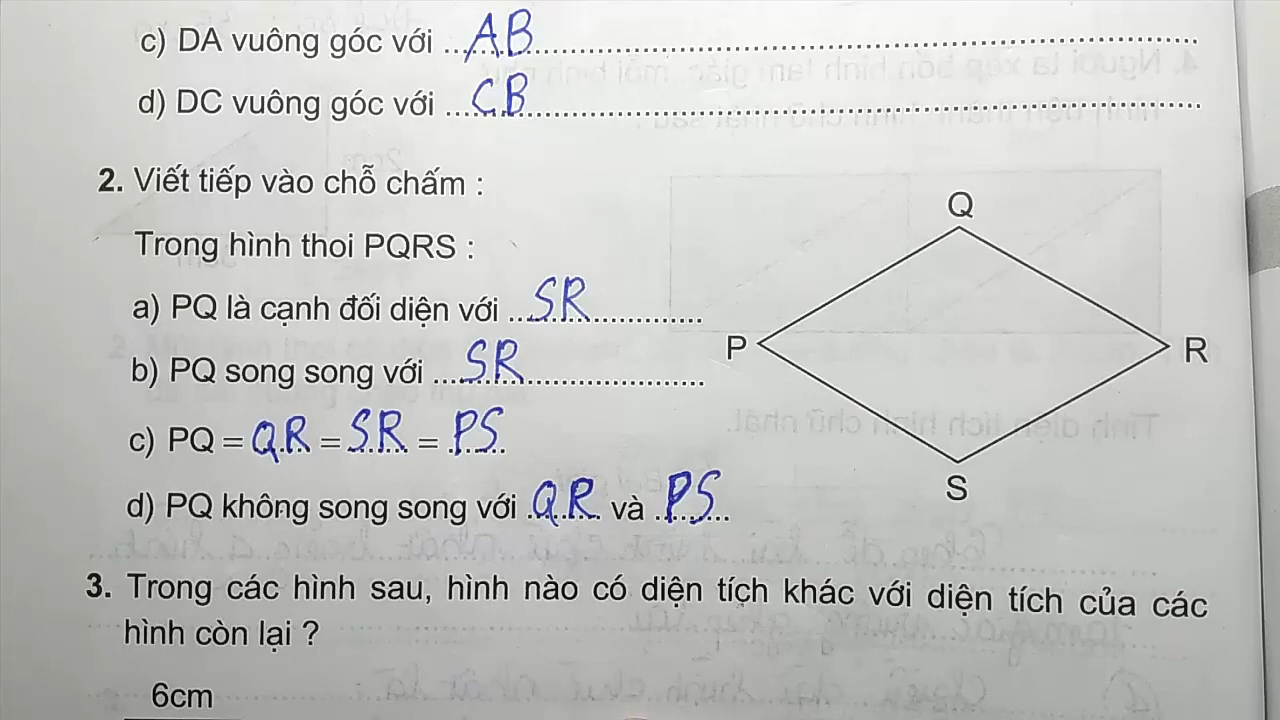 c) DA vuông góc với ....AB....
d) DC vuông góc với ....CB....
2. Viết tiếp vào chỗ chấm :
Trong hình thoi PQRS :
a) PQ là cạnh đối diện với ....SR....
b) PQ song song với ....SR....
c) PQ = QR = SR = PS
d) PQ không song song với QR và PS
Q
P
R
S
3. Trong các hình sau, hình nào có diện tích khác với diện tích của các
hình còn lại ?
6cm